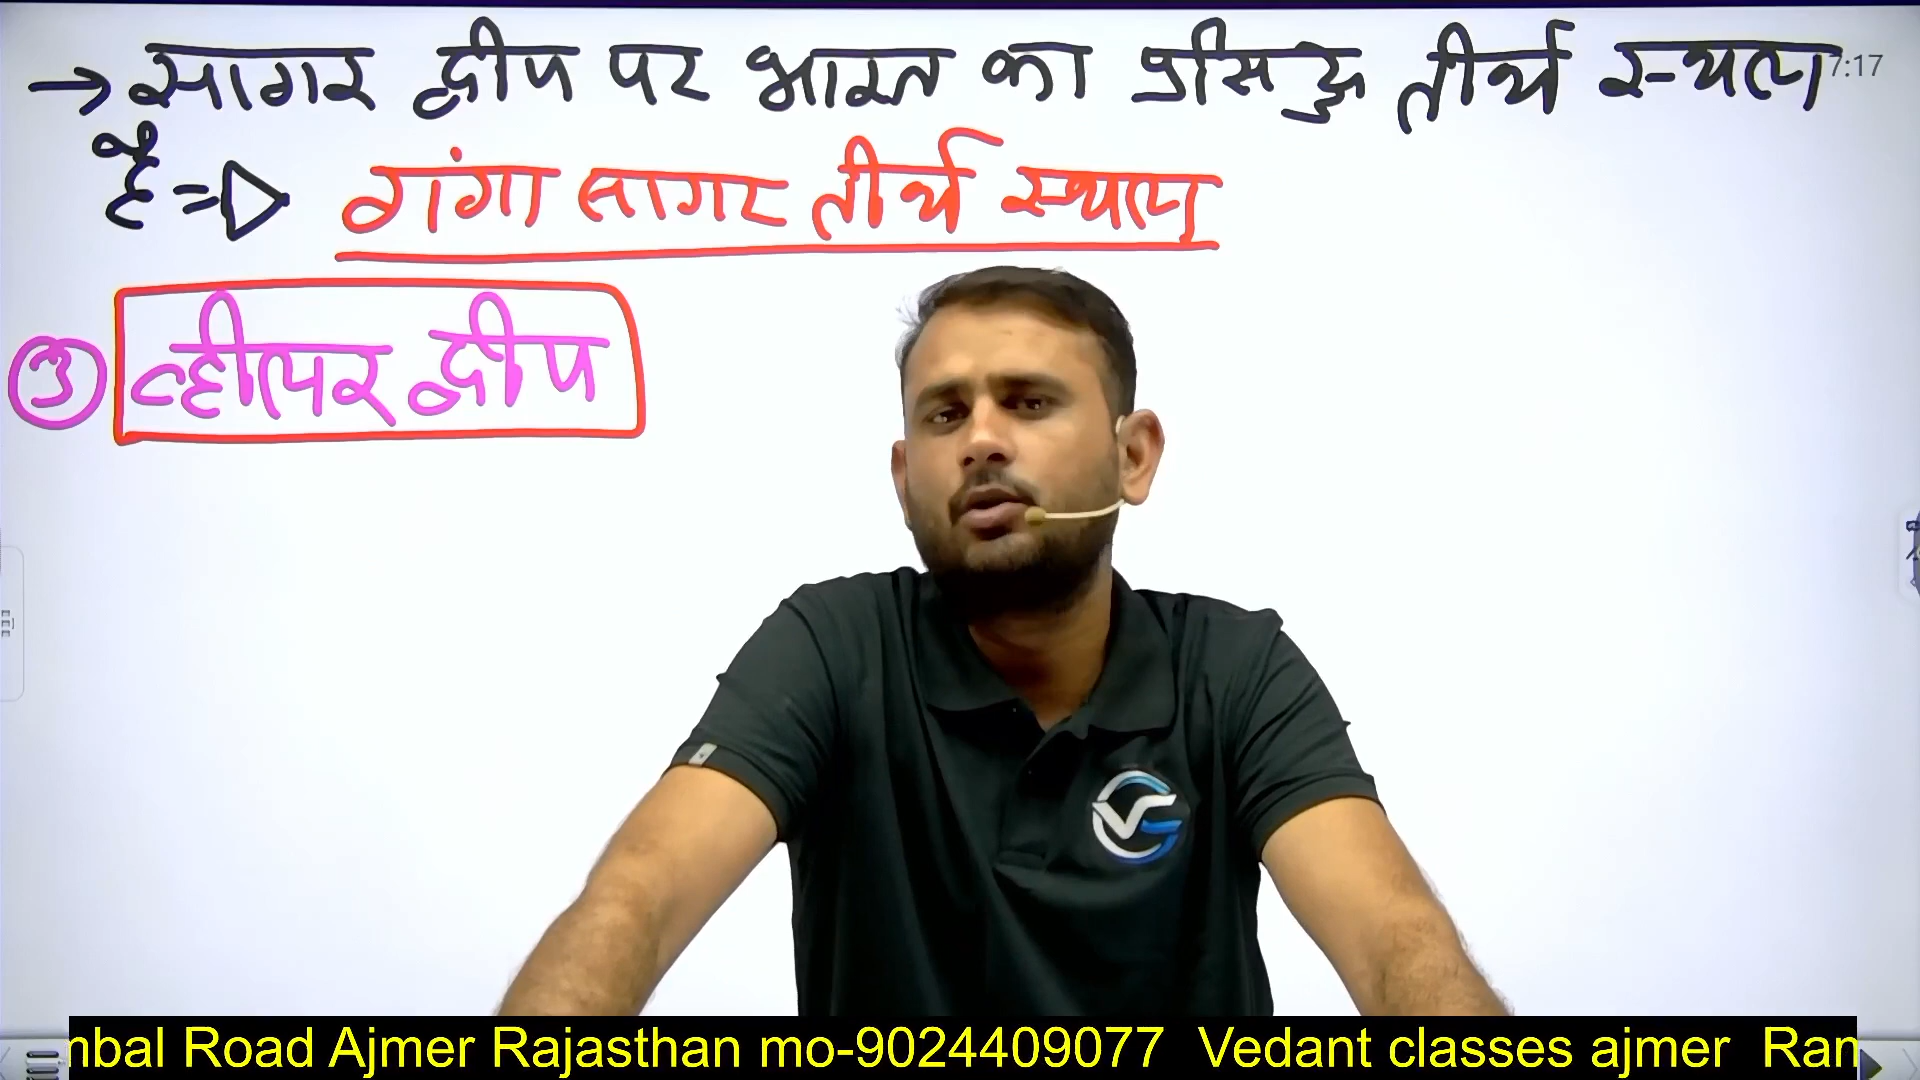 → सागर द्वीप पर भारत का प्रसिद्ध तीर्थ स्थल
7:17
है => गंगा सागर तीर्थ स्थल
3 व्हीलर द्वीप
mbal Road Ajmer Rajasthan mo-9024409077 Vedant classes ajmer Ran